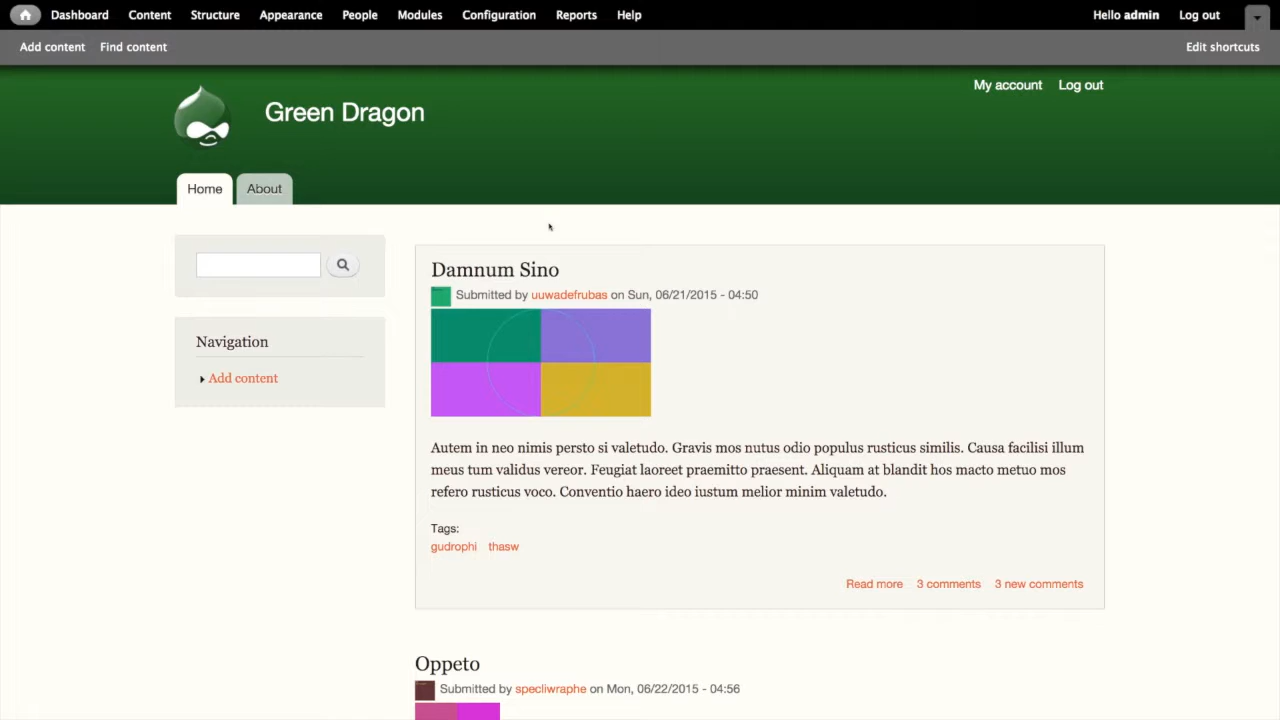 Dashboard Content Structure Appearance People Modules Configuration Reports Help Hello admin Log out
Add content Find content Edit shortcuts
My account Log out
Green Dragon
Home About
Navigation
Add content
Damnum Sino
Submitted by uuwadefrubas on Sun, 06/21/2015 - 04:50
Autem in neo nimis persto si valetudo. Gravis mos nutus odio populus rusticus similis. Causa facilisi illum
meus tum validus vereor. Feugiat laoreet praemitto praesent. Aliquam at blandit hos macto metuo mos
refero rusticus voco. Conventio haero ideo iustum melior minim valetudo.
Tags:
gudrophi thasw
Read more 3 comments 3 new comments
Oppeto
Submitted by specliwraphe on Mon, 06/22/2015 - 04:56